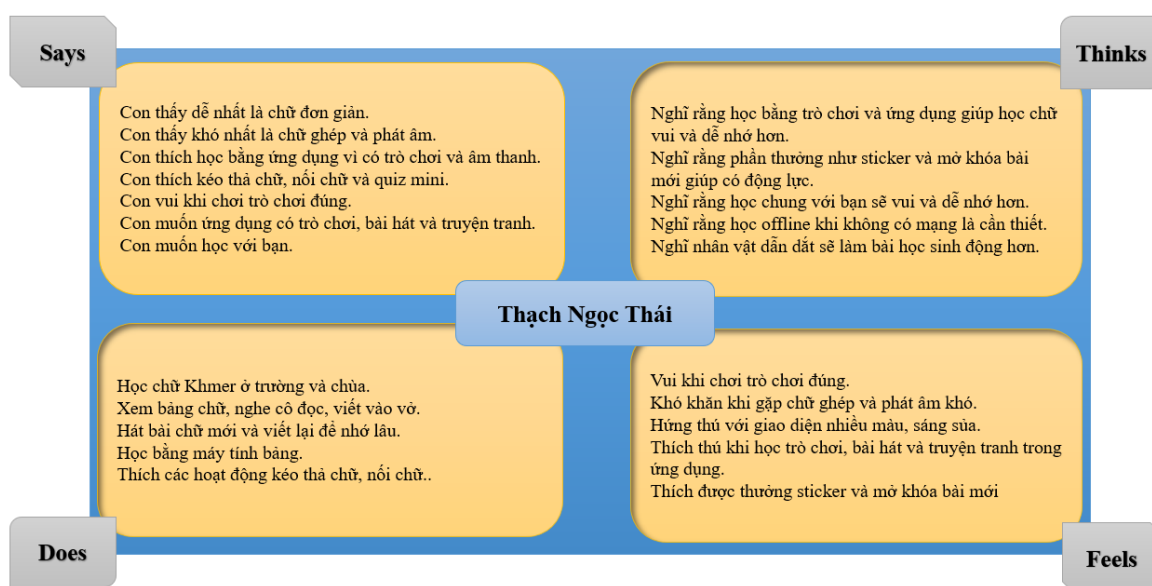 Says
Con thấy dễ nhất là chữ đơn giản.
Con thấy khó nhất là chữ ghép và phát âm.
Con thích học bằng ứng dụng vì có trò chơi và âm thanh.
Con thích kéo thả chữ, nối chữ và quiz mini.
Con vui khi chơi trò chơi đúng.
Con muốn ứng dụng có trò chơi, bài hát và truyện tranh.
Con muốn học với bạn.
Thinks
Nghĩ rằng học bằng trò chơi và ứng dụng giúp học chữ
vui và dễ nhớ hơn.
Nghĩ rằng phần thưởng như sticker và mở khóa bài
mới giúp có động lực.
Nghĩ rằng học chung với bạn sẽ vui và dễ nhớ hơn.
Nghĩ rằng học offline khi không có mạng là cần thiết.
Nghĩ nhân vật dẫn dắt sẽ làm bài học sinh động hơn.
Thạch Ngọc Thái
Học chữ Khmer ở trường và chùa.
Xem bảng chữ, nghe cô đọc, viết vào vở.
Hát bài chữ mới và viết lại để nhớ lâu.
Học bằng máy tính bảng.
Thích các hoạt động kéo thả chữ, nối chữ..
Does
Vui khi chơi trò chơi đúng.
Khó khăn khi gặp chữ ghép và phát âm khó.
Hứng thú với giao diện nhiều màu, sáng sủa.
Thích thú khi học trò chơi, bài hát và truyện tranh trong
ứng dụng.
Thích được thưởng sticker và mở khóa bài mới
Feels